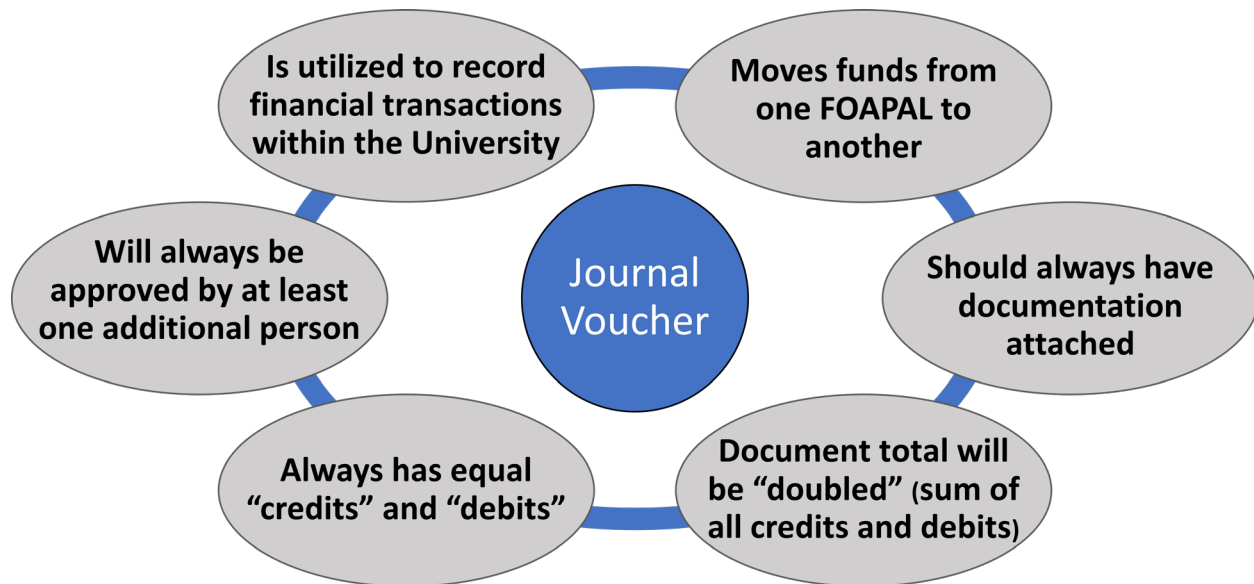 Is utilized to record
financial transactions
within the University
Moves funds from
one FOAPAL to
another
Will always be
approved by at least
one additional person
Journal
Voucher
Should always have
documentation
attached
Always has equal
“credits” and “debits”
Document total will
be “doubled” (sum of
all credits and debits)